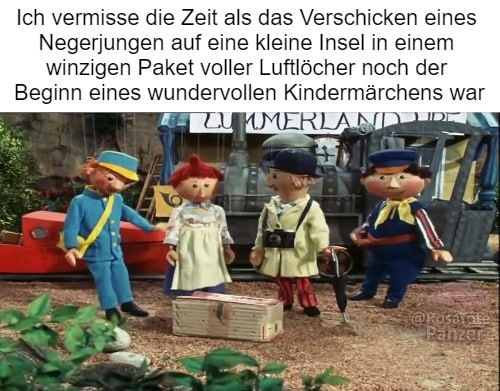 Ich vermisse die Zeit als das Verschicken eines
Negerjungen auf eine kleine Insel in einem
winzigen Paket voller Luftlöcher noch der
Beginn eines wundervollen Kindermärchens war
LUMMERLAND
@Rosarote
Panzer